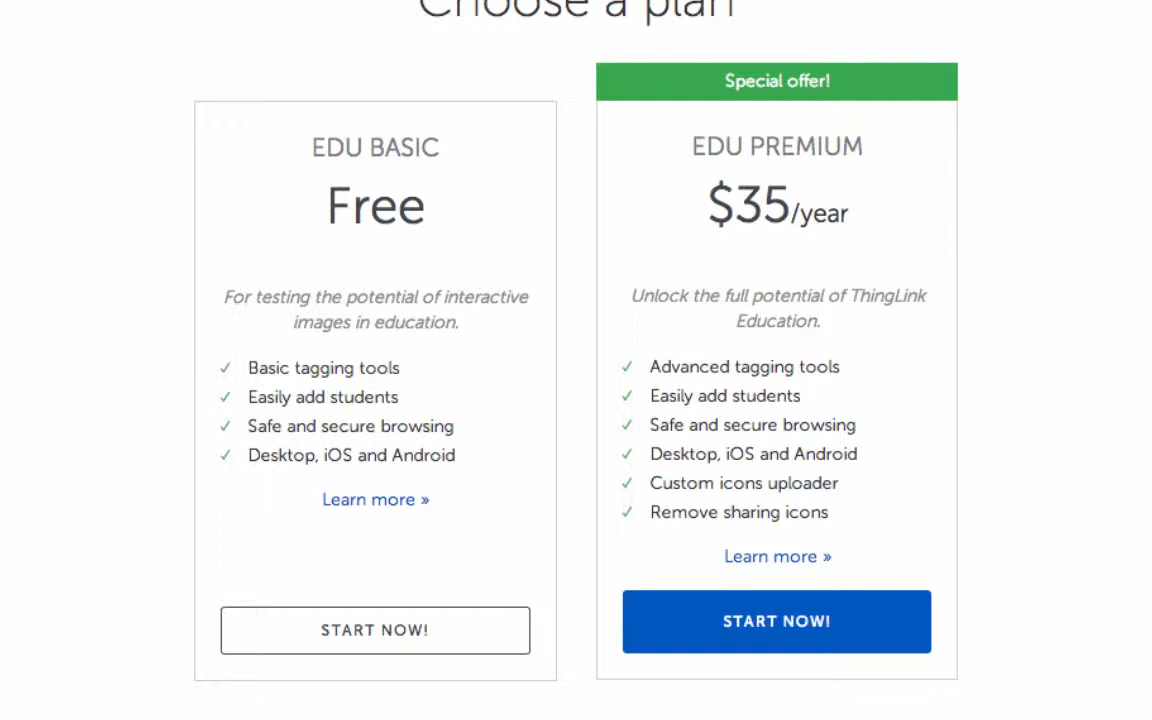 Choose a plan
EDU BASIC
Free
For testing the potential of interactive
images in education.
✓ Basic tagging tools
✓ Easily add students
✓ Safe and secure browsing
✓ Desktop, iOS and Android
Learn more »
START NOW!
Special offer!
EDU PREMIUM
$35/year
Unlock the full potential of ThingLink
Education.
✓ Advanced tagging tools
✓ Easily add students
✓ Safe and secure browsing
✓ Desktop, iOS and Android
✓ Custom icons uploader
✓ Remove sharing icons
Learn more »
START NOW!